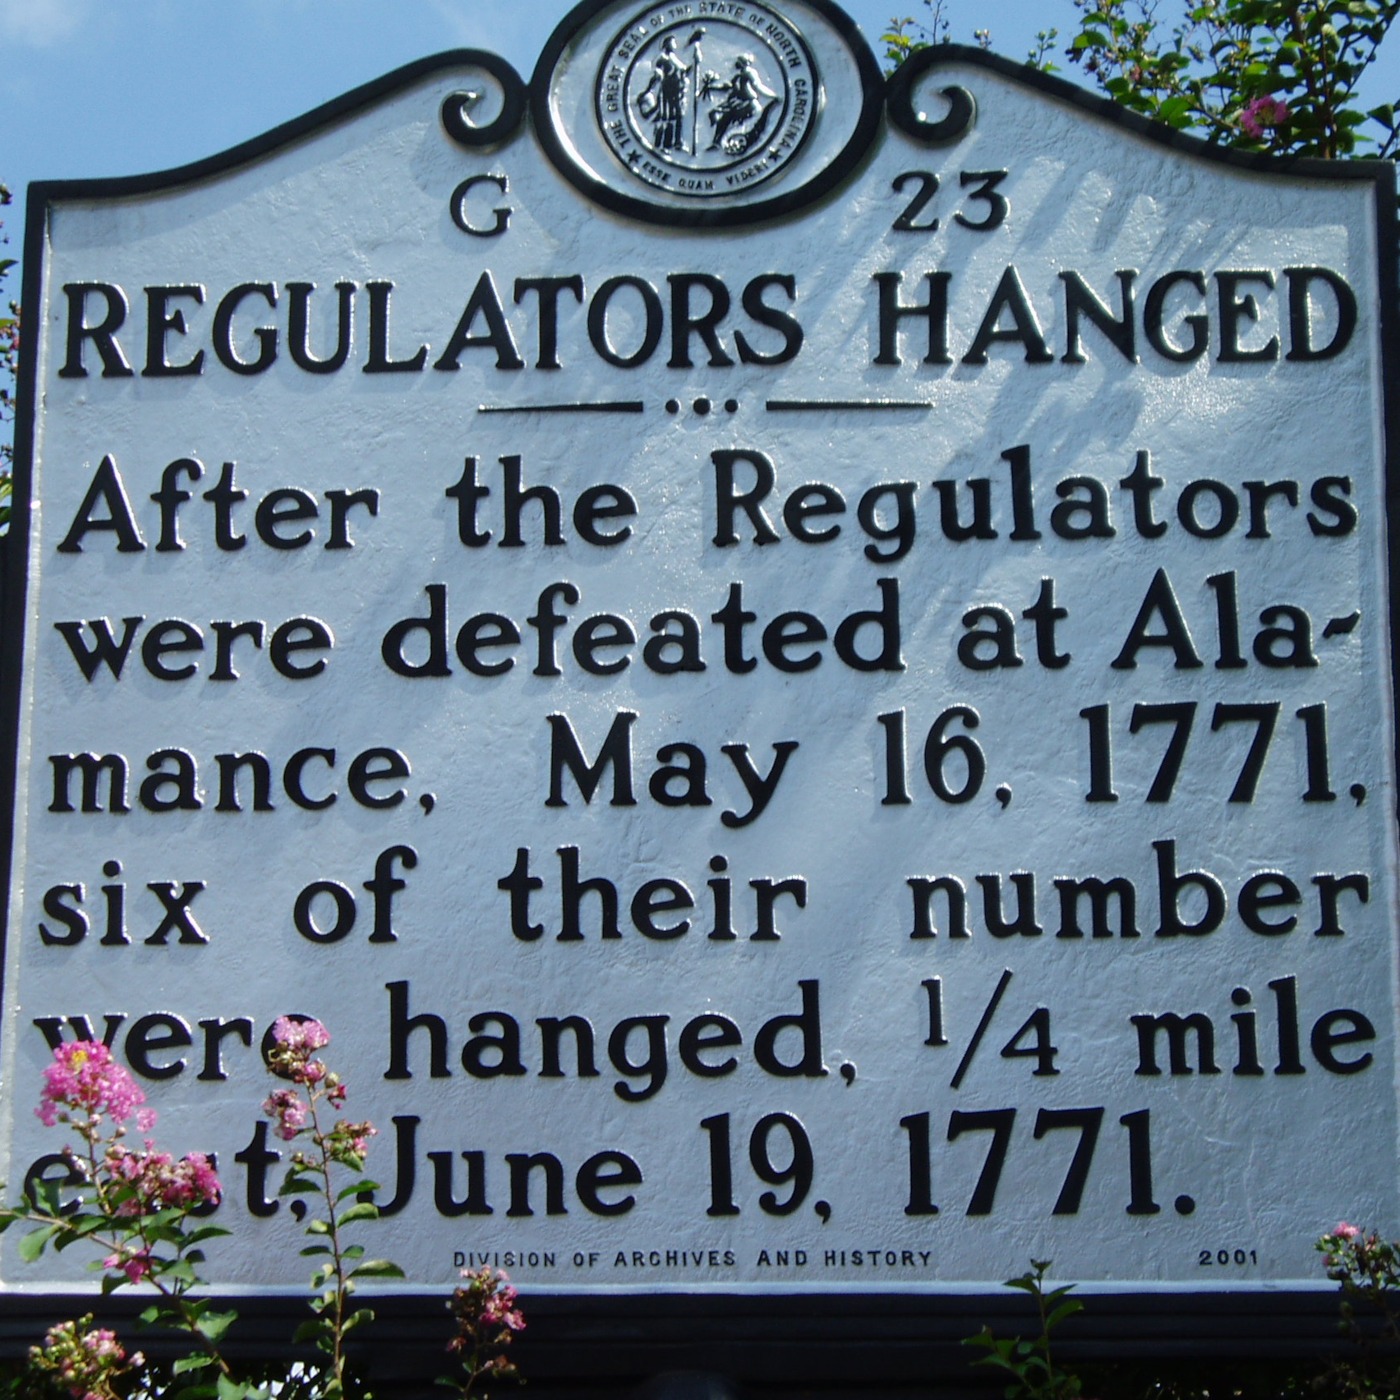 THE GREAT SEAL OF THE STATE OF NORTH CAROLINA
ESSE QUAM VIDERI
G 23
REGULATORS HANGED
After the Regulators
were defeated at Ala-
mance, May 16, 1771,
six of their number
were hanged, 1/4 mile
east, June 19, 1771.
DIVISION OF ARCHIVES AND HISTORY 2001